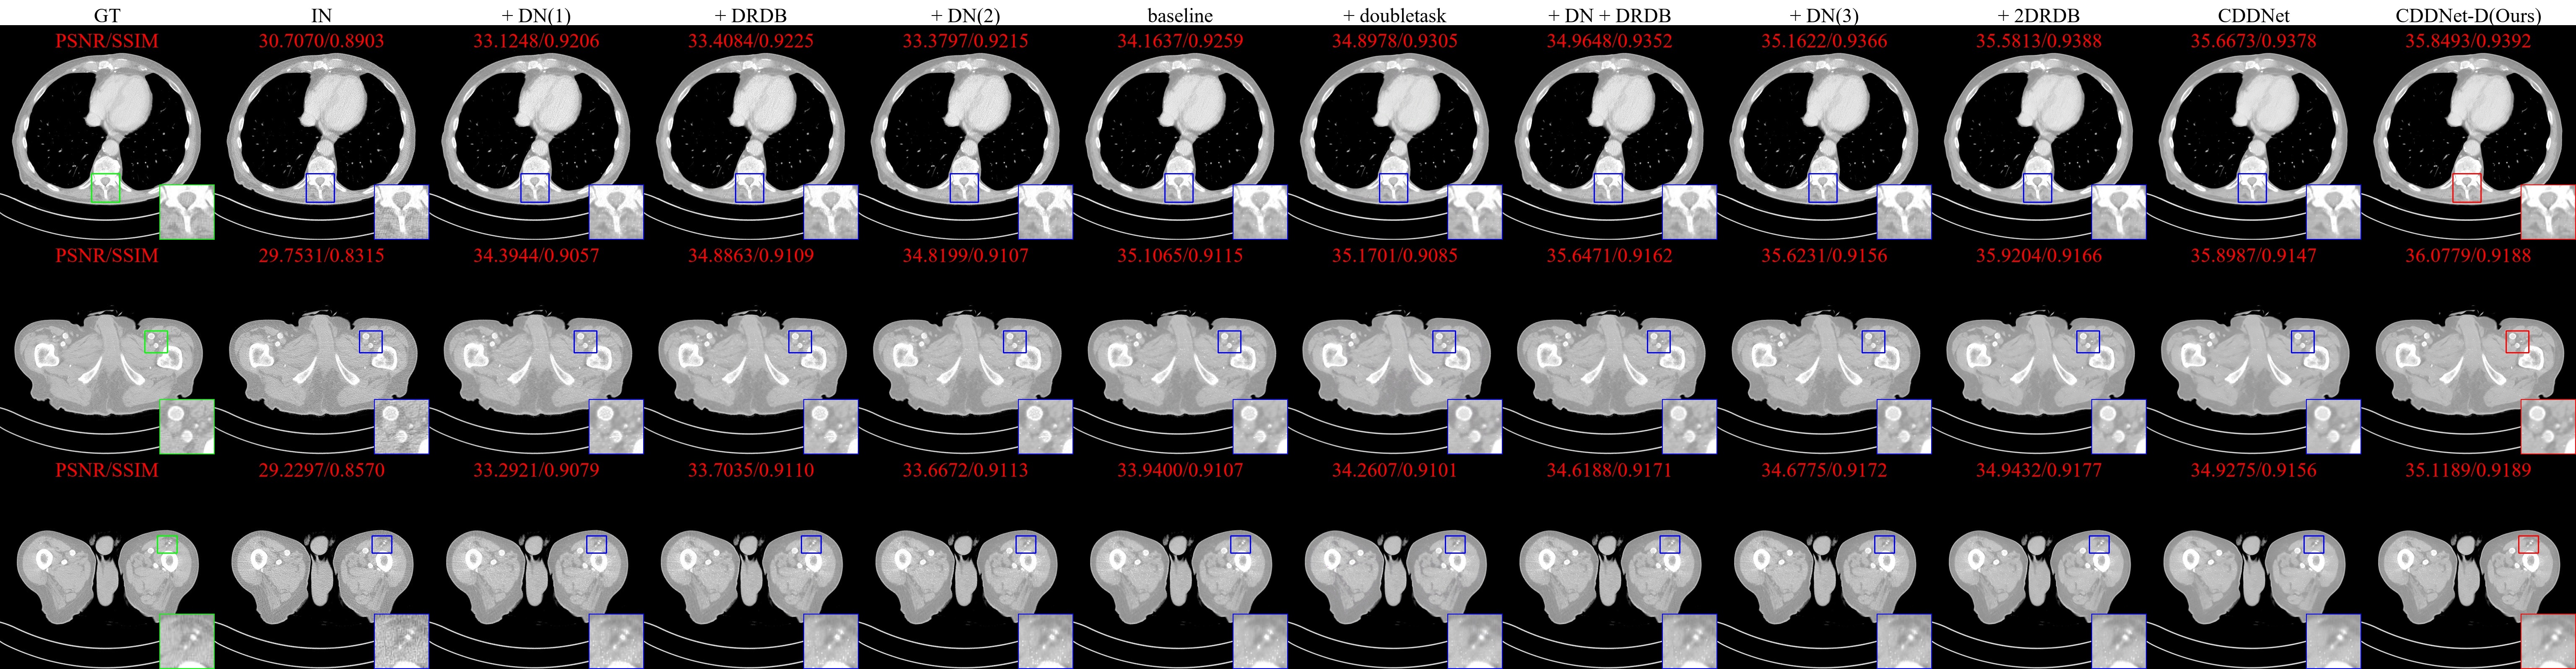 GT IN + DN(1) + DRDB + DN(2) baseline + doubletask + DN + DRDB + DN(3) + 2DRDB CDDNet CDDNet-D(Ours)
PSNR/SSIM 30.7070/0.8903 33.1248/0.9206 33.4084/0.9225 33.3797/0.9215 34.1637/0.9259 34.8978/0.9305 34.9648/0.9352 35.1622/0.9366 35.5813/0.9388 35.6673/0.9378 35.8493/0.9392
PSNR/SSIM 29.7531/0.8315 34.3944/0.9057 34.8863/0.9109 34.8199/0.9107 35.1065/0.9115 35.1701/0.9085 35.6471/0.9162 35.6231/0.9156 35.9204/0.9166 35.8987/0.9147 36.0779/0.9188
PSNR/SSIM 29.2297/0.8570 33.2921/0.9079 33.7035/0.9110 33.6672/0.9113 33.9400/0.9107 34.2607/0.9101 34.6188/0.9171 34.6775/0.9172 34.9432/0.9177 34.9275/0.9156 35.1189/0.9189